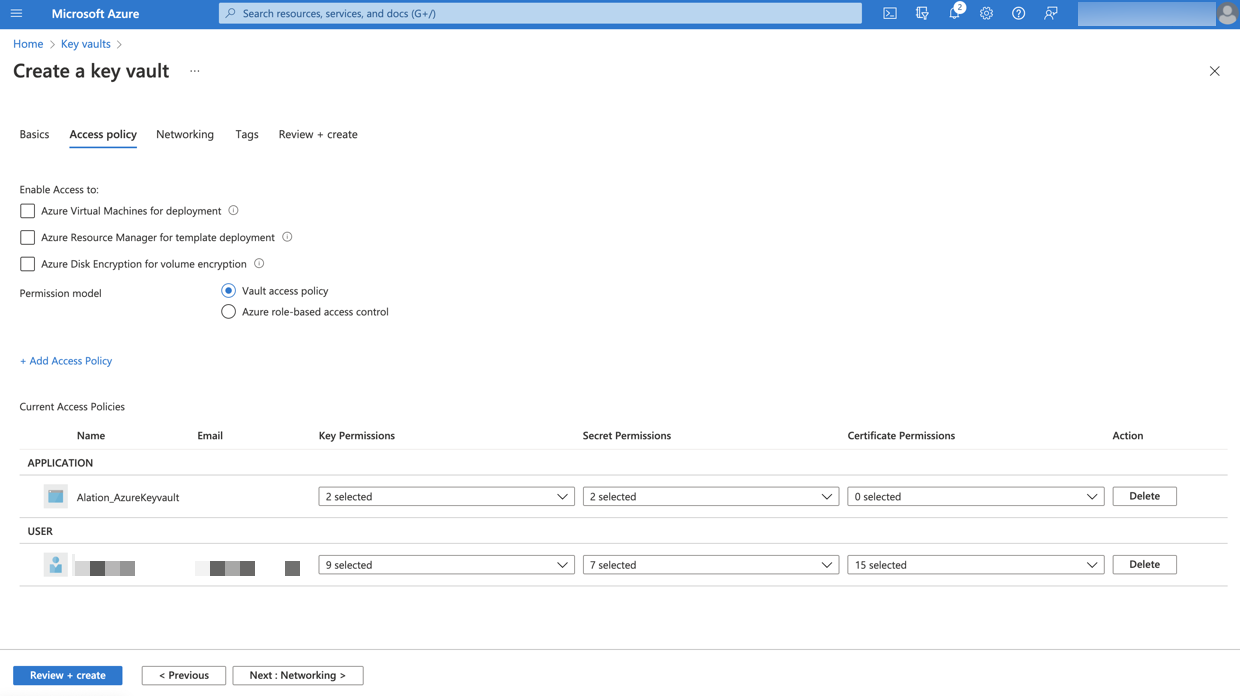 Microsoft Azure
Search resources, services, and docs (G+/)
2
Home > Key vaults >
Create a key vault ...
Basics Access policy Networking Tags Review + create
Enable Access to:
Azure Virtual Machines for deployment
Azure Resource Manager for template deployment
Azure Disk Encryption for volume encryption
Permission model
Vault access policy
Azure role-based access control
+ Add Access Policy
Current Access Policies
Name Email Key Permissions Secret Permissions Certificate Permissions Action
APPLICATION
Alation_AzureKeyvault 2 selected 2 selected 0 selected Delete
USER
9 selected 7 selected 15 selected Delete
Review + create < Previous Next : Networking >